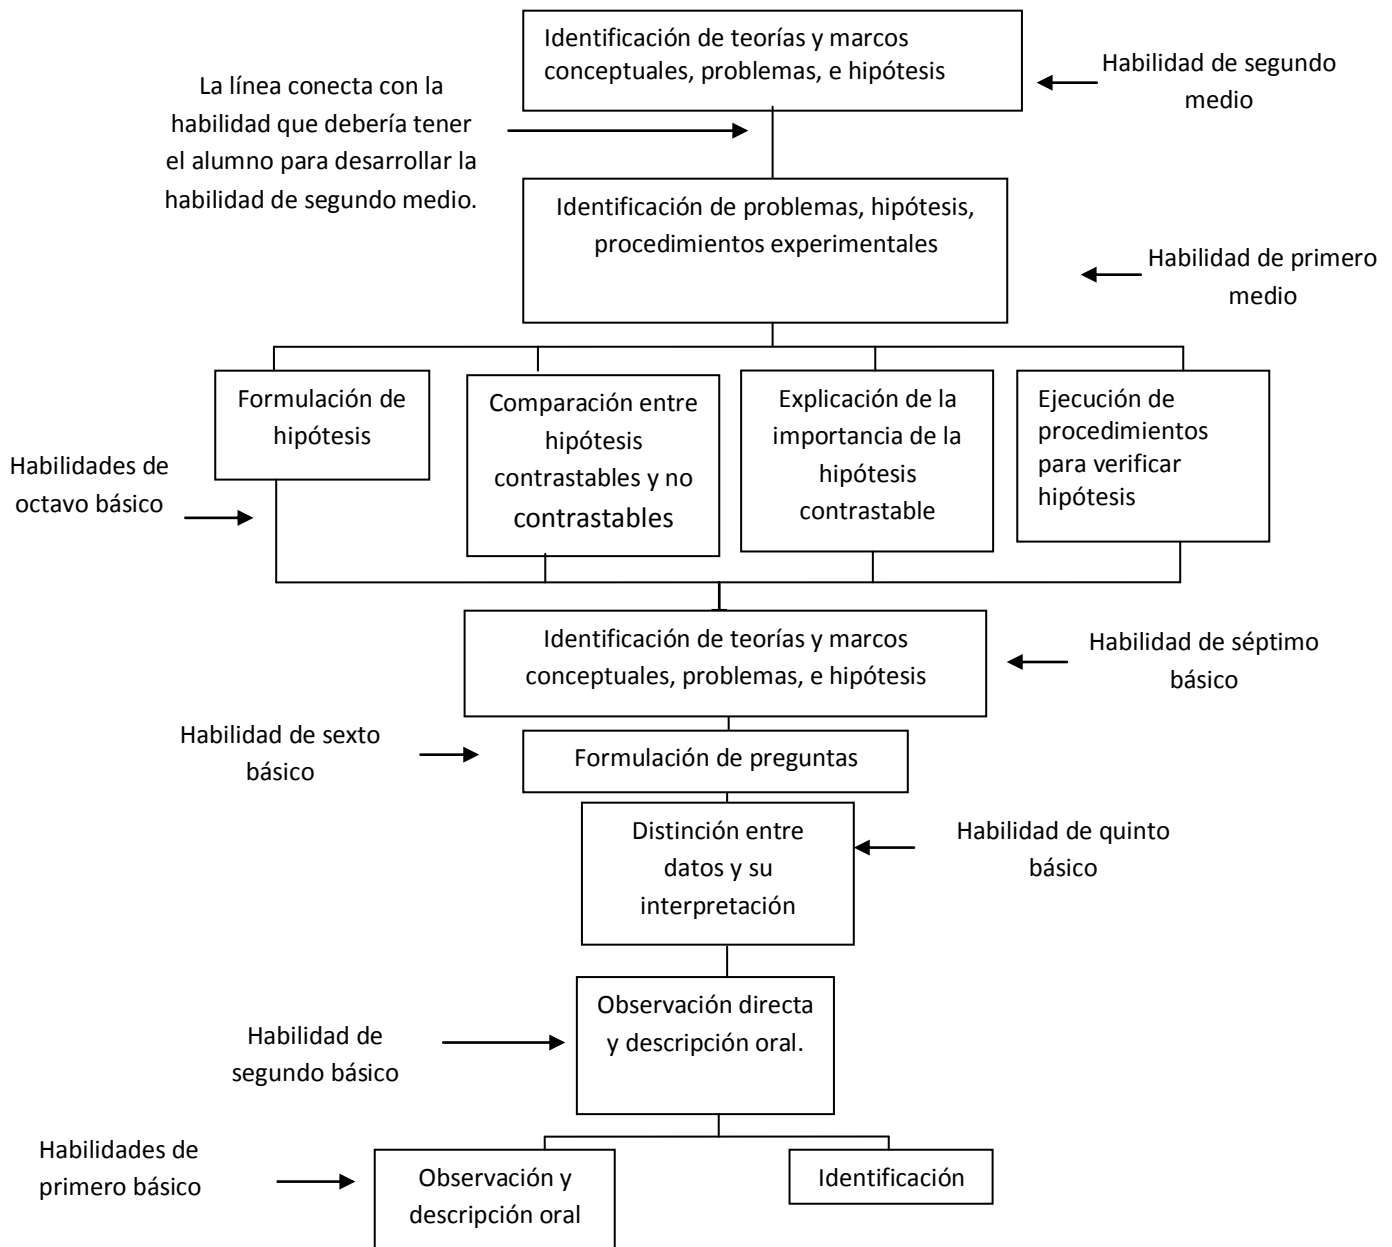 Identificación de teorías y marcos
conceptuales, problemas, e hipótesis
Habilidad de segundo
medio
La línea conecta con la
habilidad que debería tener
el alumno para desarrollar la
habilidad de segundo medio.
Identificación de problemas, hipótesis,
procedimientos experimentales
Habilidad de primero
medio
Formulación de
hipótesis
Comparación entre
hipótesis
contrastables y no
contrastables
Explicación de la
importancia de la
hipótesis
contrastable
Ejecución de
procedimientos
para verificar
hipótesis
Habilidades de
octavo básico
Identificación de teorías y marcos
conceptuales, problemas, e hipótesis
Habilidad de séptimo
básico
Habilidad de sexto
básico
Formulación de preguntas
Distinción entre
datos y su
interpretación
Habilidad de quinto
básico
Observación directa
y descripción oral.
Habilidad de
segundo básico
Habilidades de
primero básico
Observación y
descripción oral
Identificación